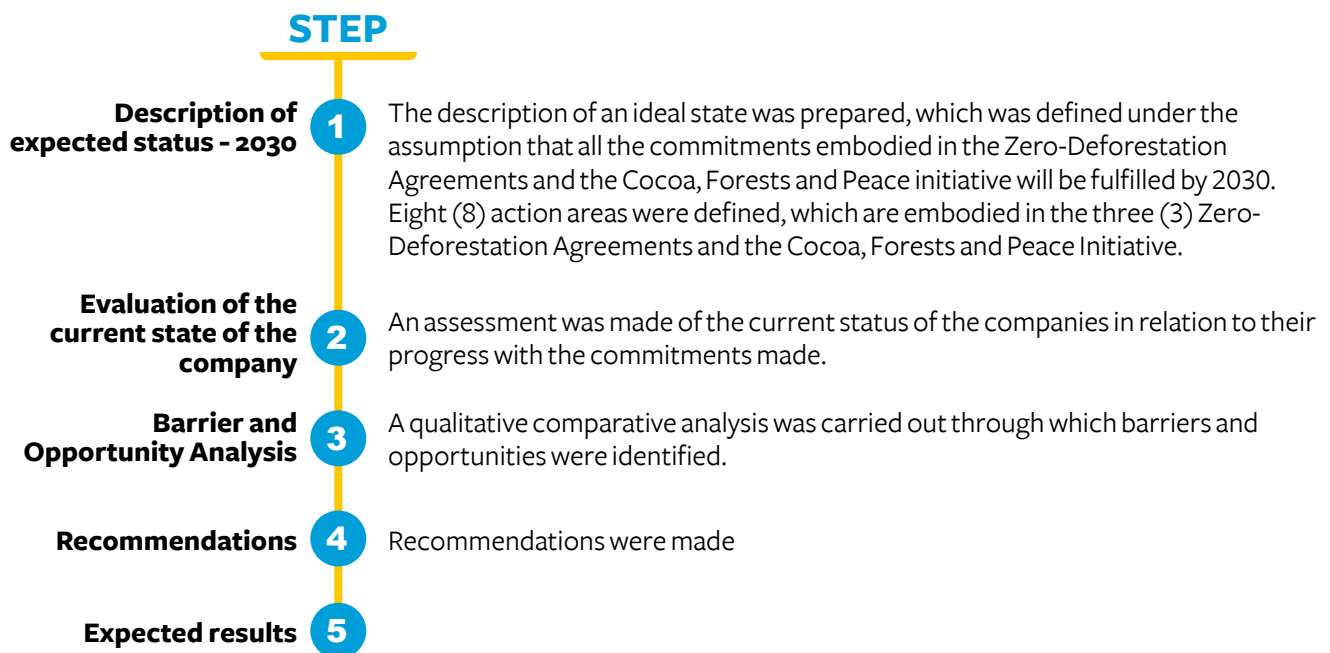 STEP
Description of
expected status - 2030
1
The description of an ideal state was prepared, which was defined under the
assumption that all the commitments embodied in the Zero-Deforestation
Agreements and the Cocoa, Forests and Peace initiative will be fulfilled by 2030.
Eight (8) action areas were defined, which are embodied in the three (3) Zero-
Deforestation Agreements and the Cocoa, Forests and Peace Initiative.
Evaluation of the
current state of the
company
2
An assessment was made of the current status of the companies in relation to their
progress with the commitments made.
Barrier and
Opportunity Analysis
3
A qualitative comparative analysis was carried out through which barriers and
opportunities were identified.
Recommendations
4
Recommendations were made
Expected results
5